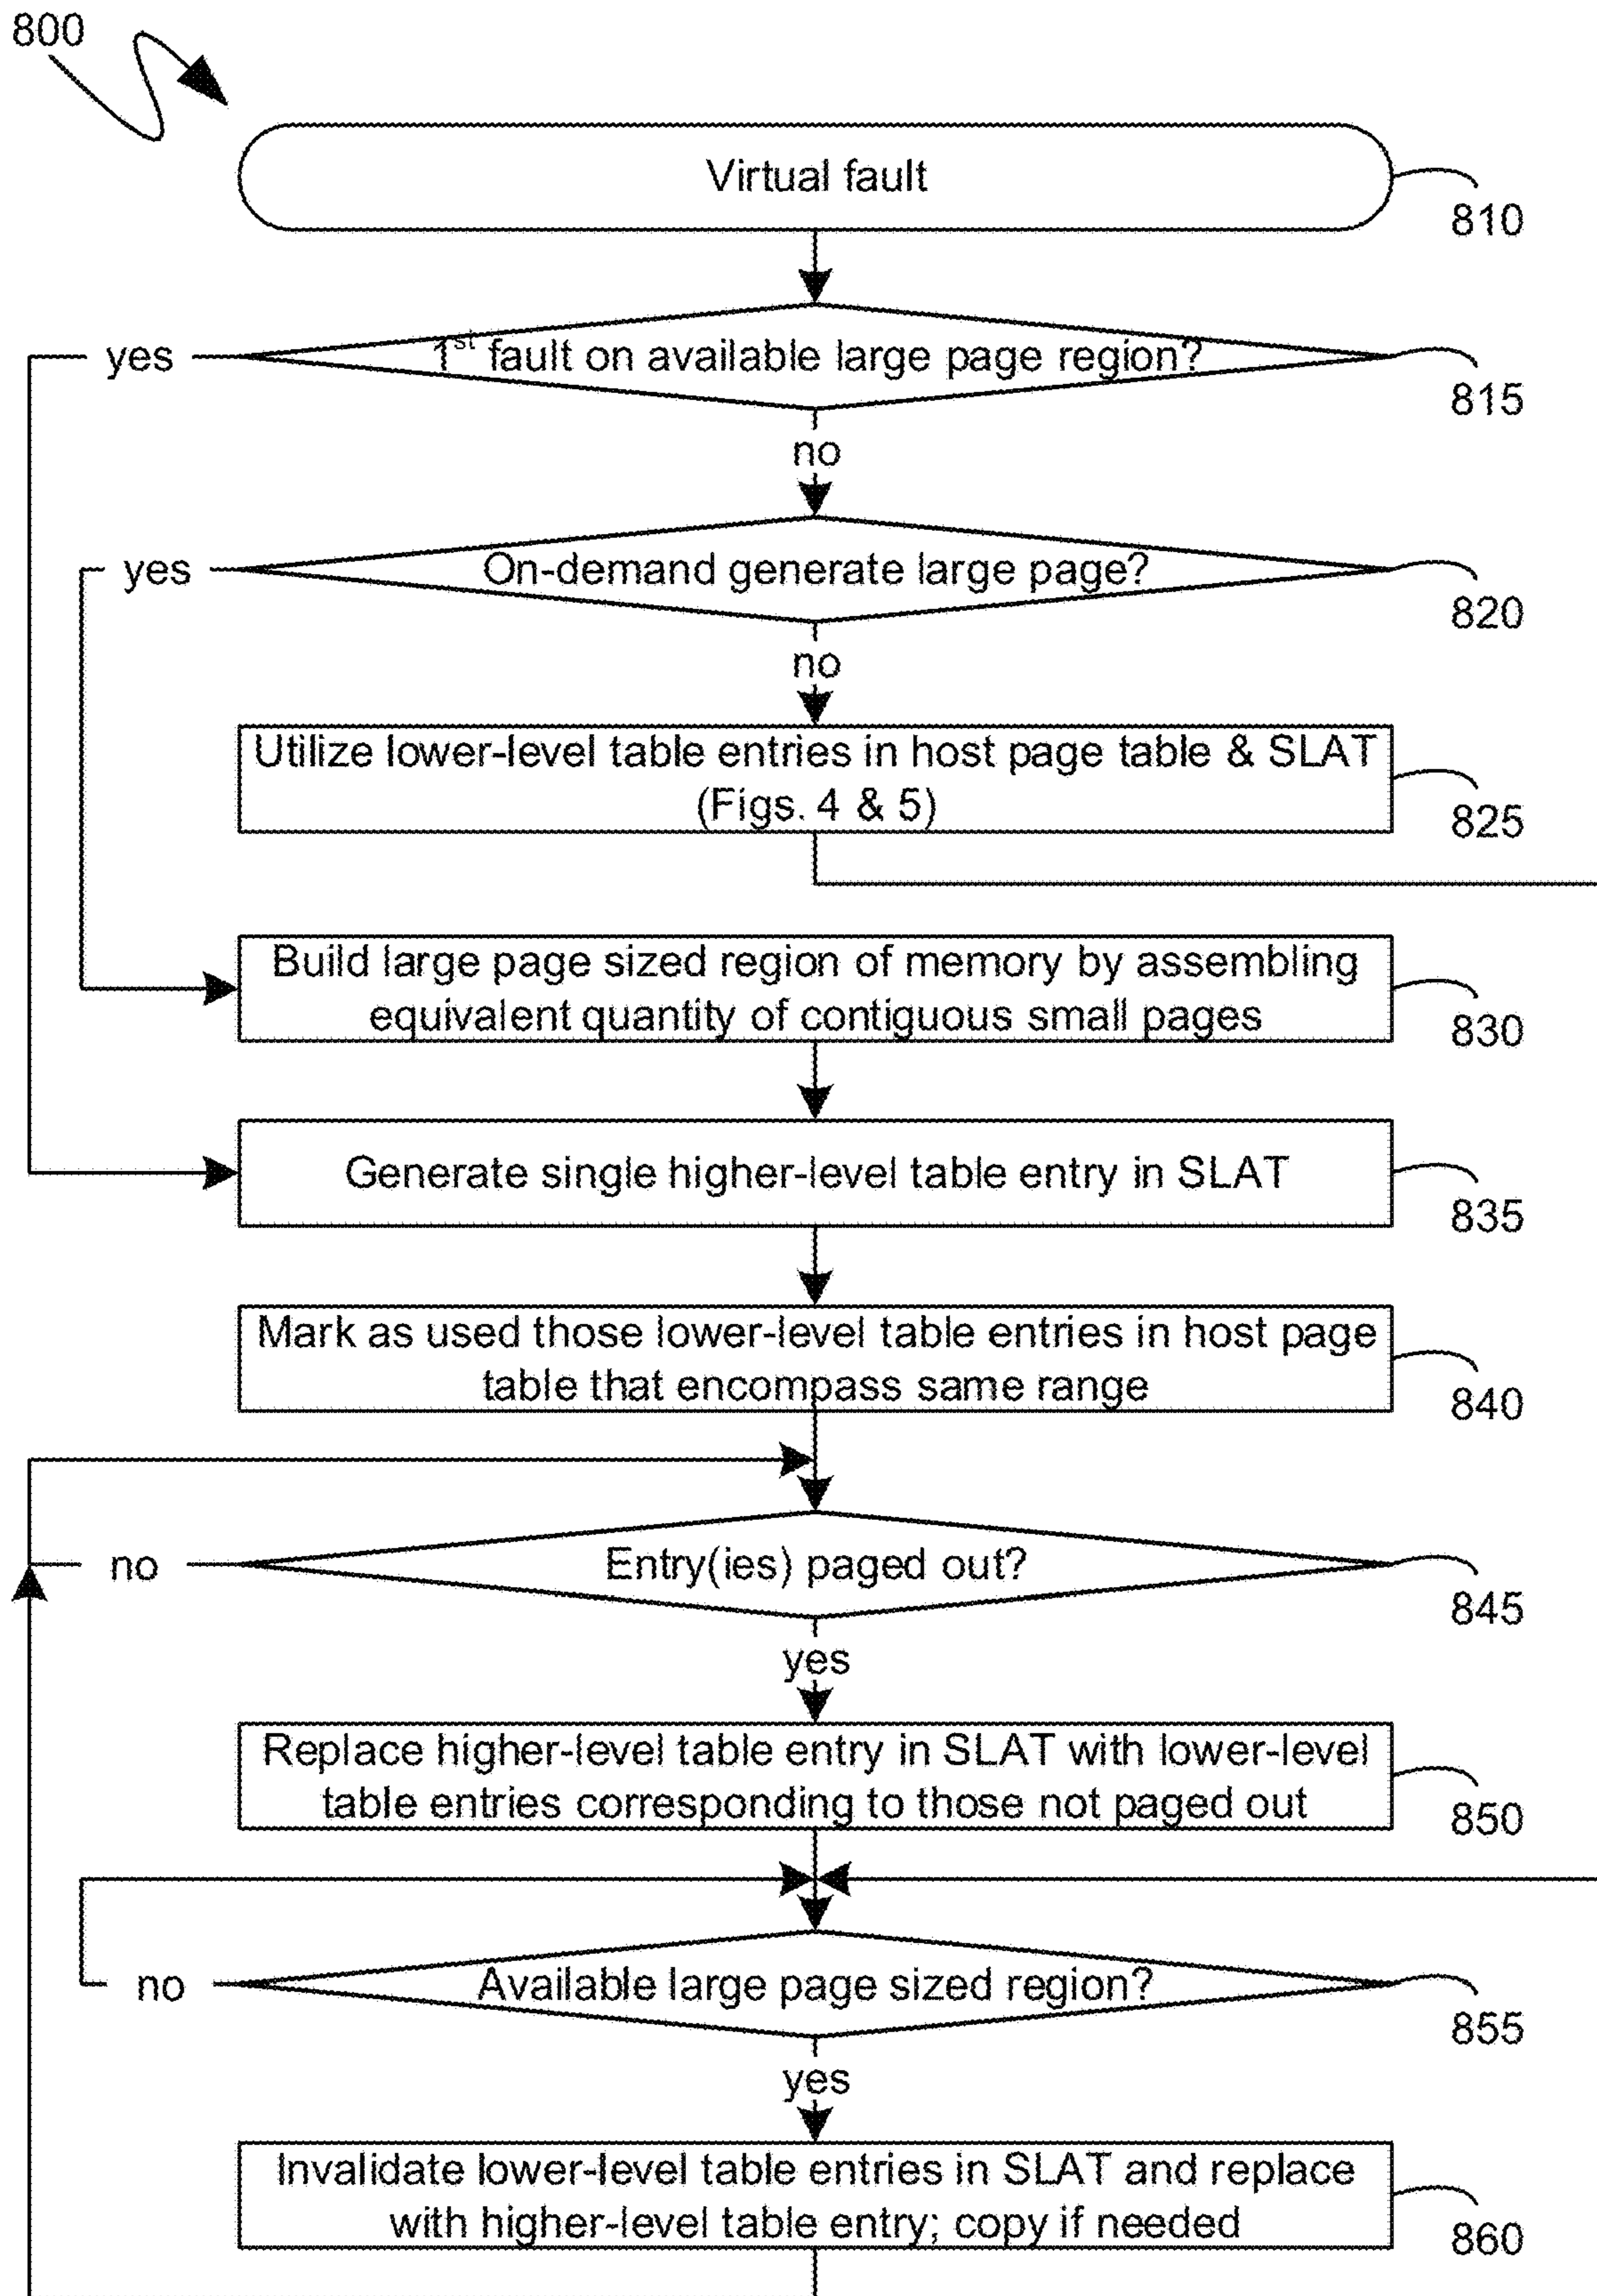 800
Virtual fault
810
yes
1st fault on available large page region?
815
no
yes
On-demand generate large page?
820
no
Utilize lower-level table entries in host page table & SLAT
(Figs. 4 & 5)
825
Build large page sized region of memory by assembling
equivalent quantity of contiguous small pages
830
Generate single higher-level table entry in SLAT
835
Mark as used those lower-level table entries in host page
table that encompass same range
840
no
Entry(ies) paged out?
845
yes
Replace higher-level table entry in SLAT with lower-level
table entries corresponding to those not paged out
850
no
Available large page sized region?
855
yes
Invalidate lower-level table entries in SLAT and replace
with higher-level table entry; copy if needed
860